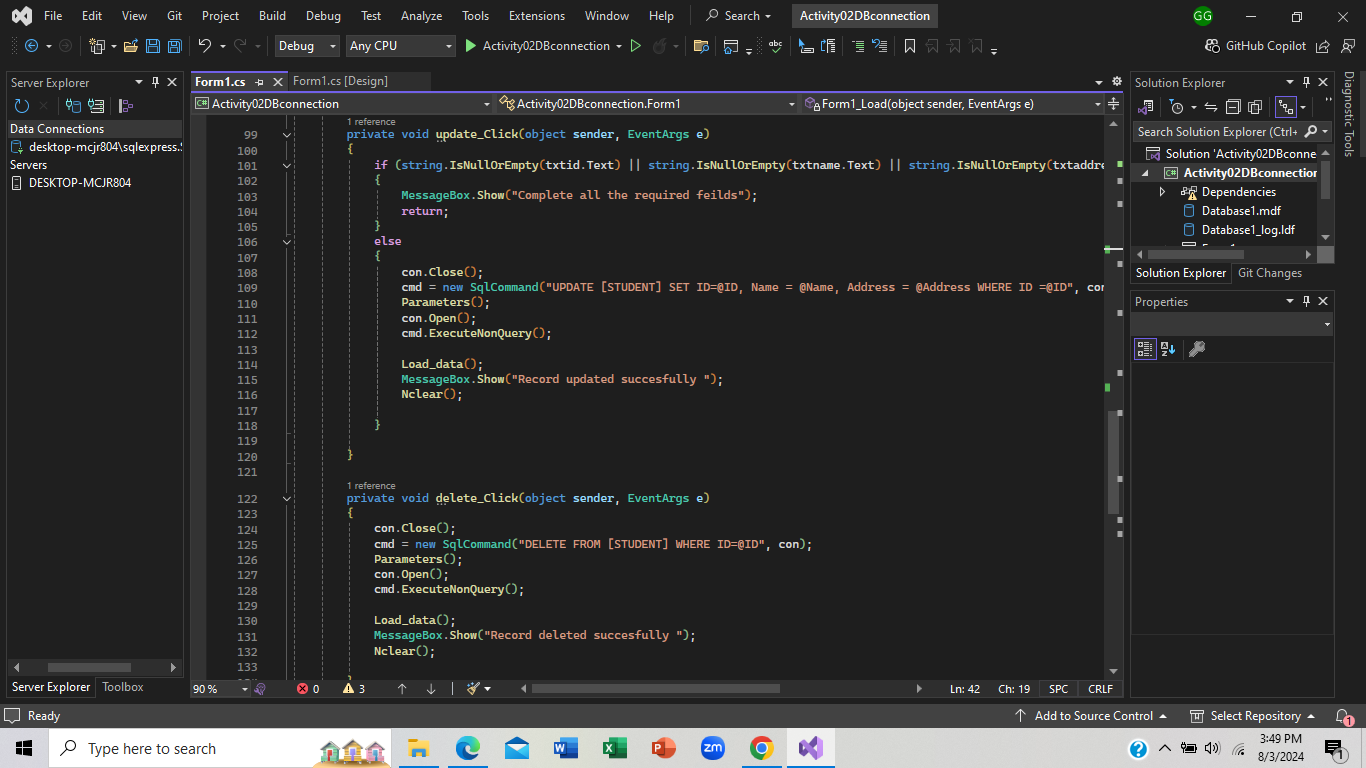 File Edit View Git Project Build Debug Test Analyze Tools Extensions Window Help Search Activity02DBconnection GG
Debug Any CPU Activity02DBconnection GitHub Copilot
Server Explorer
Data Connections
desktop-mcjr804\sqlexpress.
Servers
DESKTOP-MCJR804
Server Explorer Toolbox
Form1.cs Form1.cs [Design]
Activity02DBconnection Activity02DBconnection.Form1 Form1_Load(object sender, EventArgs e)
1 reference
99 private void update_Click(object sender, EventArgs e)
100 {
101 if (string.IsNullOrEmpty(txtid.Text) || string.IsNullOrEmpty(txtname.Text) || string.IsNullOrEmpty(txtaddre
102 {
103 MessageBox.Show("Complete all the required feilds");
104 return;
105 }
106 else
107 {
108 con.Close();
109 cmd = new SqlCommand("UPDATE [STUDENT] SET ID=@ID, Name = @Name, Address = @Address WHERE ID =@ID", con
110 Parameters();
111 con.Open();
112 cmd.ExecuteNonQuery();
113
114 Load_data();
115 MessageBox.Show("Record updated succesfully ");
116 Nclear();
117
118 }
119
120 }
121
1 reference
122 private void delete_Click(object sender, EventArgs e)
123 {
124 con.Close();
125 cmd = new SqlCommand("DELETE FROM [STUDENT] WHERE ID=@ID", con);
126 Parameters();
127 con.Open();
128 cmd.ExecuteNonQuery();
129
130 Load_data();
131 MessageBox.Show("Record deleted succesfully ");
132 Nclear();
133
90 % 0 3 Ln: 42 Ch: 19 SPC CRLF
Solution Explorer
Search Solution Explorer (Ctrl+
Solution 'Activity02DBconne
Activity02DBconnection
Dependencies
Database1.mdf
Database1_log.ldf
Solution Explorer Git Changes
Properties
Diagnostic Tools
Ready Add to Source Control Select Repository 1
Type here to search
zm
3:49 PM
8/3/2024
1